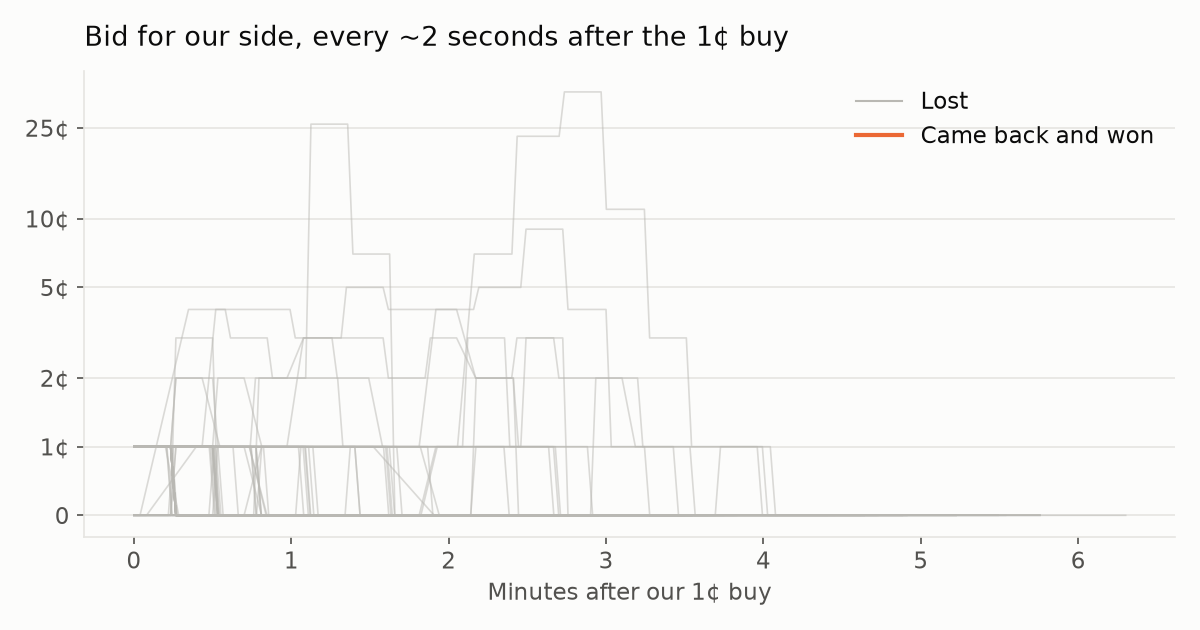 Bid for our side, every ~2 seconds after the 1¢ buy
Lost
Came back and won
25¢
10¢
5¢
2¢
1¢
0
0 1 2 3 4 5 6
Minutes after our 1¢ buy